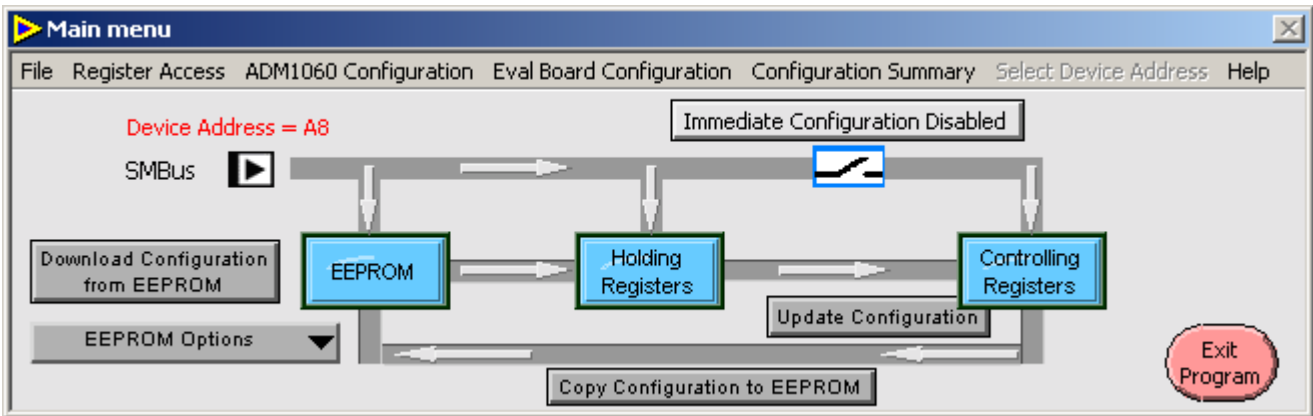 Main menu
File Register Access ADM1060 Configuration Eval Board Configuration Configuration Summary Select Device Address Help
Device Address = A8
Immediate Configuration Disabled
SMBus
Download Configuration
from EEPROM
EEPROM
Holding
Registers
Controlling
Registers
Update Configuration
EEPROM Options
Copy Configuration to EEPROM
Exit
Program